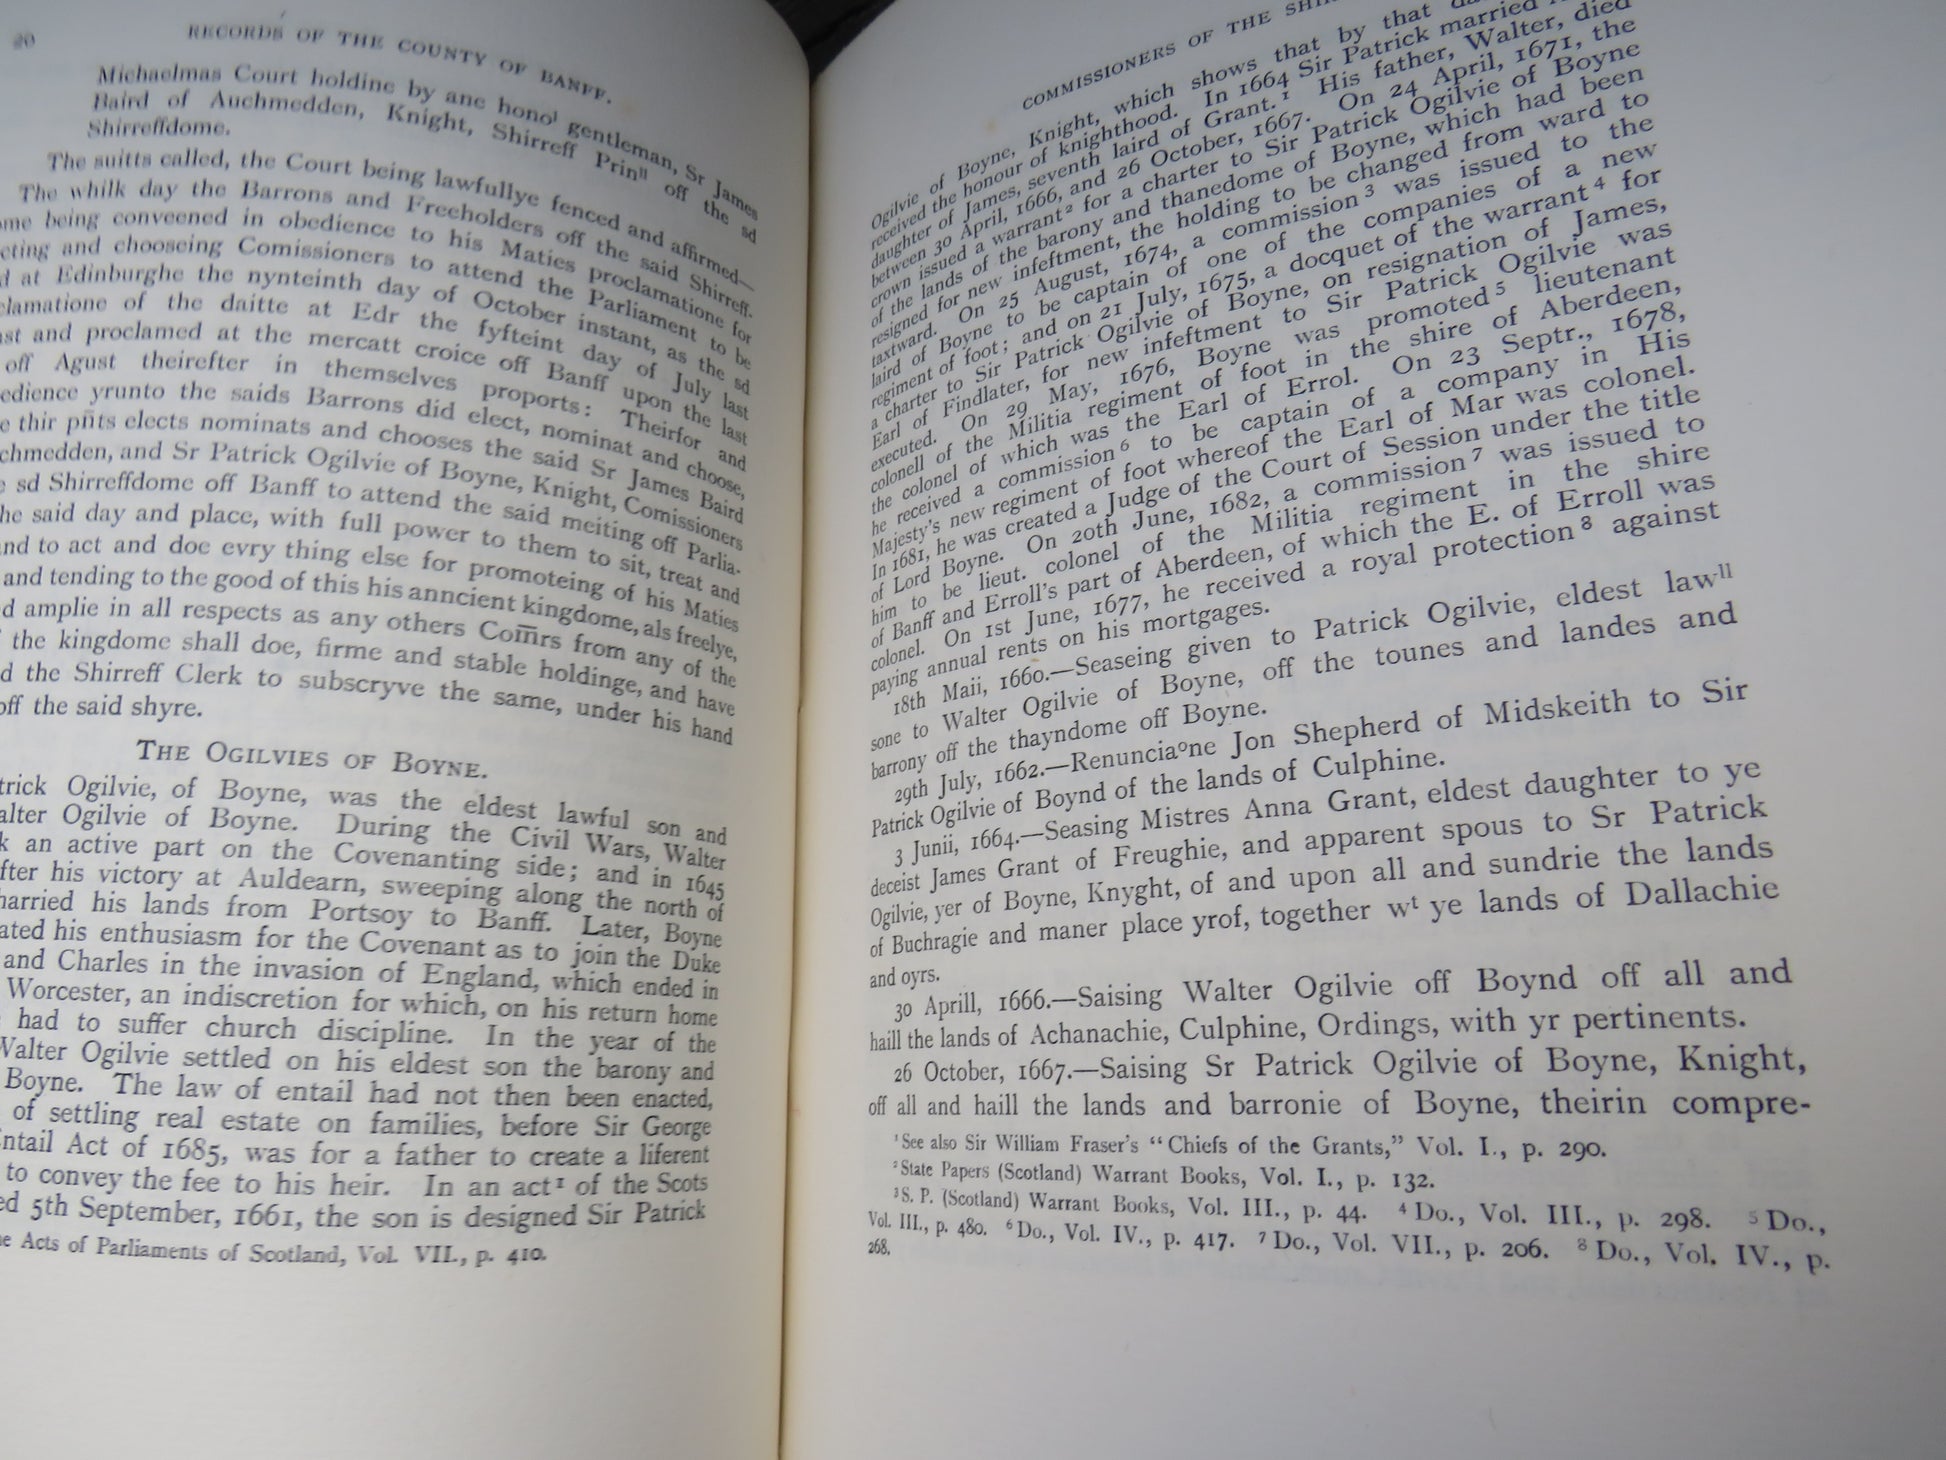 20
RECORDS OF THE COUNTY OF BANFF.
Michaelmas Court holdine by ane honol gentleman, Sr James
Baird of Auchmedden, Knight, Shirreff Prinll off the sd
Shirreffdome.
The suitts called, the Court being lawfullye fenced and affirmed—
The whilk day the Barrons and Freeholders off the said Shirreff-
me being conveened in obedience to his Maties proclamatione for
cting and chooseing Comissioners to attend the Parliament to be
d at Edinburghe the nynteinth day of October instant, as the sd
clamatione of the daitte at Edr the fyfteint day of July last
st and proclamed at the mercatt croice off Banff upon the last
off Agust theirefter in themselves proports: Theirfor and
edience yrunto the saids Barrons did elect, nominat and choose,
e thir pn̄ts elects nominats and chooses the said Sr James Baird
chmedden, and Sr Patrick Ogilvie of Boyne, Knight, Comissioners
e sd Shirreffdome off Banff to attend the said meiting off Parlia-
he said day and place, with full power to them to sit, treat and
nd to act and doe evry thing else for promoteing of his Maties
and tending to the good of this his anncient kingdome, als freelye,
d amplie in all respects as any others Com̄rs from any of the
f the kingdome shall doe, firme and stable holdinge, and have
d the Shirreff Clerk to subscryve the same, under his hand
off the said shyre.
THE OGILVIES OF BOYNE.
trick Ogilvie, of Boyne, was the eldest lawful son and
alter Ogilvie of Boyne. During the Civil Wars, Walter
k an active part on the Covenanting side; and in 1645
fter his victory at Auldearn, sweeping along the north of
harried his lands from Portsoy to Banff. Later, Boyne
ated his enthusiasm for the Covenant as to join the Duke
and Charles in the invasion of England, which ended in
Worcester, an indiscretion for which, on his return home
had to suffer church discipline. In the year of the
Walter Ogilvie settled on his eldest son the barony and
Boyne. The law of entail had not then been enacted,
of settling real estate on families, before Sir George
Entail Act of 1685, was for a father to create a liferent
to convey the fee to his heir. In an act¹ of the Scots
ed 5th September, 1661, the son is designed Sir Patrick
e Acts of Parliaments of Scotland, Vol. VII., p. 410.
COMMISSIONERS OF THE SHI
Ogilvie of Boyne, Knight, which shows that by that
received the honour of knighthood. In 1664 Sir Patrick married
daughter of James, seventh laird of Grant.¹ His father, Walter, died
between 30 April, 1666, and 26 October, 1667. On 24 April, 1671, the
crown issued a warrant² for a charter to Sir Patrick Ogilvie of Boyne
of the lands of the barony and thanedome of Boyne, which had been
resigned for new infeftment, the holding to be changed from ward to
taxtward. On 25 August, 1674, a commission³ was issued to the
laird of Boyne to be captain of one of the companies of a new
regiment of foot; and on 21 July, 1675, a docquet of the warrant⁴ for
a charter to Sir Patrick Ogilvie of Boyne, on resignation of James,
Earl of Findlater, for new infeftment to Sir Patrick Ogilvie was
executed. On 29 May, 1676, Boyne was promoted⁵ lieutenant
colonell of the Militia regiment of foot in the shire of Aberdeen,
the colonel of which was the Earl of Errol. On 23 Septr., 1678,
he received a commission⁶ to be captain of a company in His
Majesty's new regiment of foot whereof the Earl of Mar was colonel.
In 1681, he was created a Judge of the Court of Session under the title
of Lord Boyne. On 20th June, 1682, a commission⁷ was issued to
him to be lieut. colonel of the Militia regiment in the shire
of Banff and Erroll's part of Aberdeen, of which the E. of Erroll was
colonel. On 1st June, 1677, he received a royal protection⁸ against
paying annual rents on his mortgages.
18th Maii, 1660.—Seaseing given to Patrick Ogilvie, eldest lawll
sone to Walter Ogilvie of Boyne, off the tounes and landes and
barrony off the thayndome off Boyne.
29th July, 1662.—Renunciaᵒne Jon Shepherd of Midskeith to Sir
Patrick Ogilvie of Boynd of the lands of Culphine.
3 Junii, 1664.—Seasing Mistres Anna Grant, eldest daughter to ye
deceist James Grant of Freughie, and apparent spous to Sr Patrick
Ogilvie, yer of Boyne, Knyght, of and upon all and sundrie the lands
of Buchragie and maner place yrof, together wᵗ ye lands of Dallachie
and oyrs.
30 Aprill, 1666.—Saising Walter Ogilvie off Boynd off all and
haill the lands of Achanachie, Culphine, Ordings, with yr pertinents.
26 October, 1667.—Saising Sr Patrick Ogilvie of Boyne, Knight,
off all and haill the lands and barronie of Boyne, theirin compre-
¹See also Sir William Fraser's "Chiefs of the Grants," Vol. I., p. 290.
²State Papers (Scotland) Warrant Books, Vol. I., p. 132.
³S. P. (Scotland) Warrant Books, Vol. III., p. 44. ⁴Do., Vol. III., p. 298. ⁵Do.,
Vol. III., p. 480. ⁶Do., Vol. IV., p. 417. ⁷Do., Vol. VII., p. 206. ⁸Do., Vol. IV., p.
268.